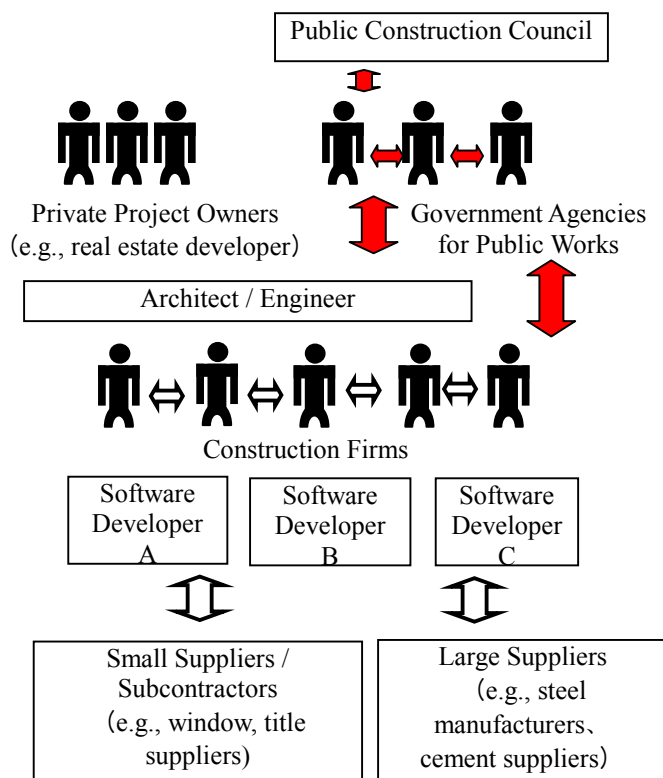 Public Construction Council
Private Project Owners
（e.g., real estate developer）
Government Agencies
for Public Works
Architect / Engineer
Construction Firms
Software
Developer
A
Software
Developer
B
Software
Developer
C
Small Suppliers /
Subcontractors
（e.g., window, title
suppliers)
Large Suppliers
（e.g., steel
manufacturers、
cement suppliers）